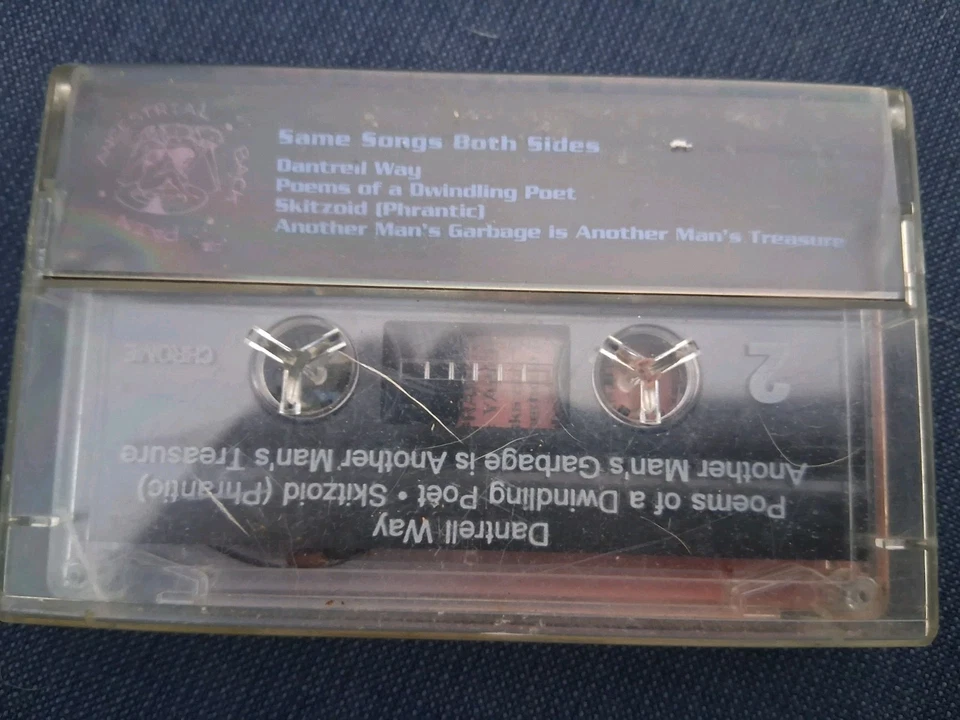 Same Songs Both Sides
Dantrell Way
Poems of a Dwindling Poet
Skitzoid (Phrantic)
Another Man's Garbage is Another Man's Treasure
CHROME
2
Dantrell Way
Poems of a Dwindling Poet • Skitzoid (Phrantic)
Another Man's Garbage is Another Man's Treasure